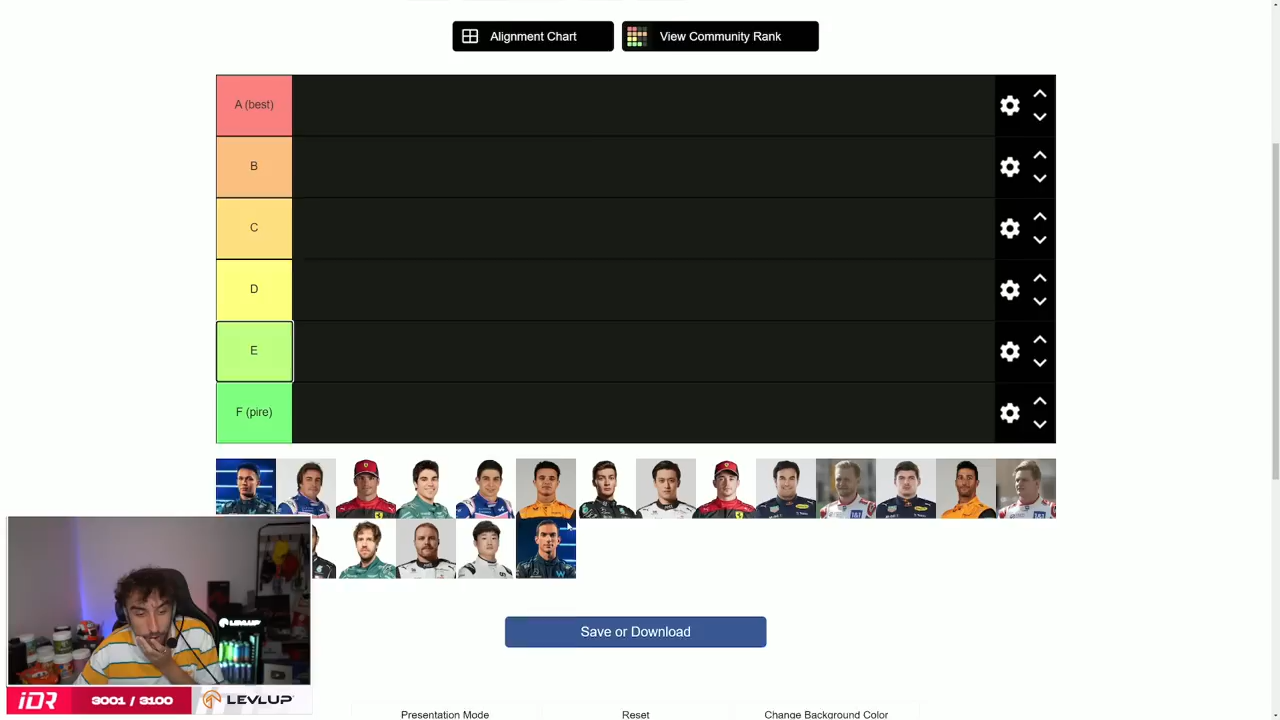 Alignment Chart
View Community Rank
A (best)
B
C
D
E
F (pire)
Save or Download
LEVLUP
iDR
3001 / 3100
LEVLUP
Presentation Mode
Reset
Change Background Color